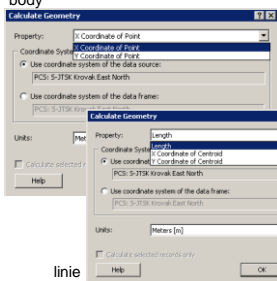 body
Calculate Geometry
Property: X Coordinate of Point
X Coordinate of Point
Y Coordinate of Point
Coordinate Syste
Use coordinate system of the data source:
PCS: S-JTSK Krovak East North
Use coordinate system of the data frame:
PCS: S-JTSK
Units: Met
Calculate selected
Help
Calculate Geometry
Property: Length
Length
X Coordinate of Centroid
Y Coordinate of Centroid
Coordinate Syste
Use coordinat
PCS: S-JTSK Krovak East North
Use coordinate system of the data frame:
PCS: S-JTSK Krovak East North
Units: Meters [m]
Calculate selected records only
Help OK
linie